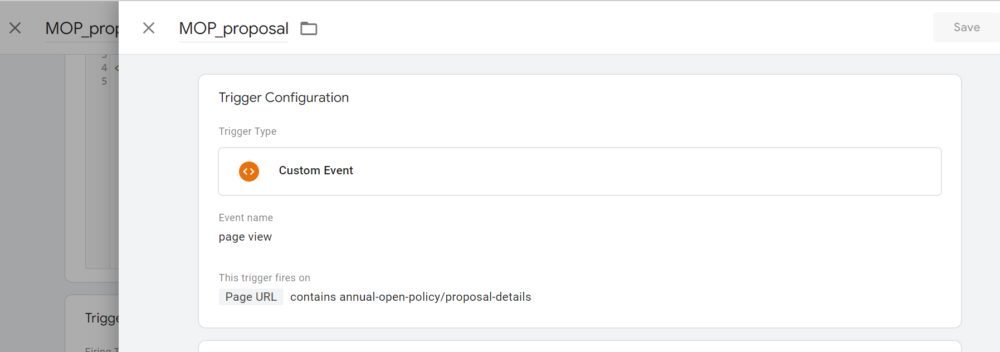 MOP_prop
MOP_proposal
Save
4 <
5
Trigger Configuration
Trigger Type
Custom Event
Event name
page view
This trigger fires on
Page URL contains annual-open-policy/proposal-details
Trigge